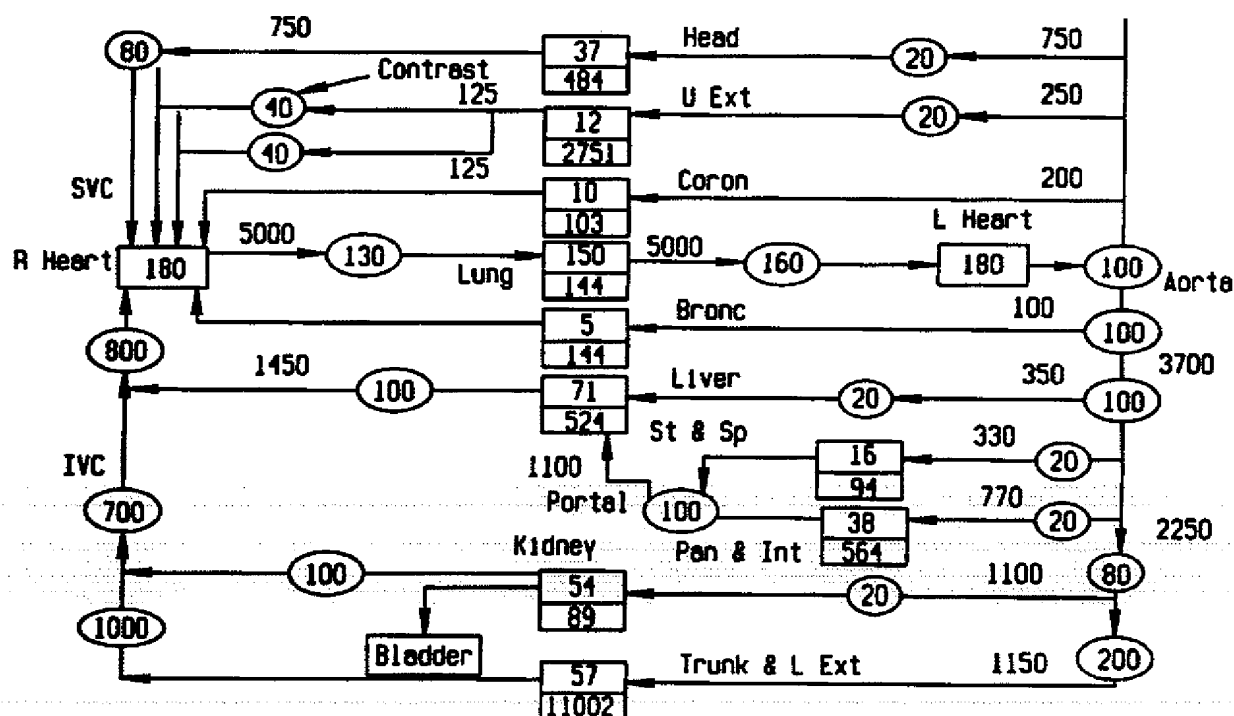 750 Head 750
80 37 20
484
Contrast
125 U Ext 250
40 12 20
2751
40
125
SVC Coron 200
10
103
L Heart
R Heart 180 5000 130 Lung 150 5000 160 180 100 Aorta
144
Bronc 100
5 100
144
800 3700
1450 Liver 350
100 71 20 100
524
St & Sp 330
IVC 1100 16 20
94
Portal 770
700 100 38 20 2250
Pan & Int 564
Kidney
100 54 20 1100 80
89
1000
Bladder
Trunk & L Ext 1150 200
57
11002